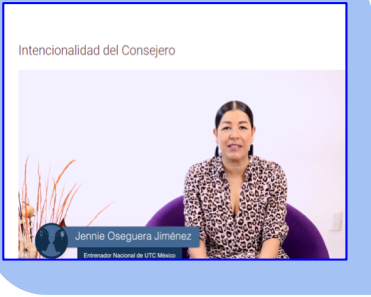 Intencionalidad del Consejero
Jennie Oseguera Jiménez
Entrenador Nacional de UTC México